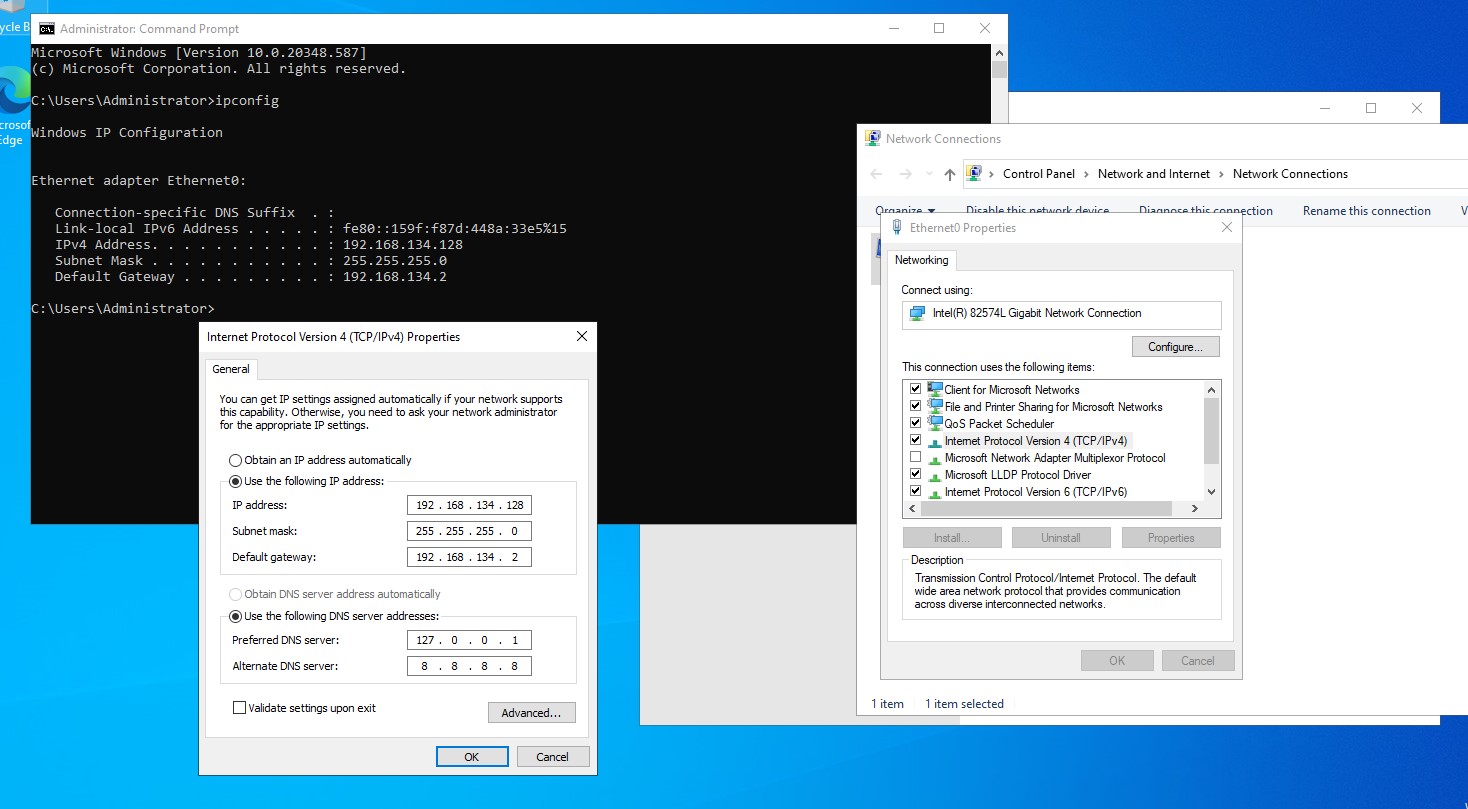 ycle B
crosof
Edge
Administrator: Command Prompt
Microsoft Windows [Version 10.0.20348.587]
(c) Microsoft Corporation. All rights reserved.
C:\Users\Administrator>ipconfig
Windows IP Configuration
Ethernet adapter Ethernet0:
Connection-specific DNS Suffix  . :
Link-local IPv6 Address . . . . . : fe80::159f:f87d:448a:33e5%15
IPv4 Address. . . . . . . . . . . : 192.168.134.128
Subnet Mask . . . . . . . . . . . : 255.255.255.0
Default Gateway . . . . . . . . . : 192.168.134.2
C:\Users\Administrator>
Internet Protocol Version 4 (TCP/IPv4) Properties
General
You can get IP settings assigned automatically if your network supports
this capability. Otherwise, you need to ask your network administrator
for the appropriate IP settings.
Obtain an IP address automatically
Use the following IP address:
IP address: 192 . 168 . 134 . 128
Subnet mask: 255 . 255 . 255 . 0
Default gateway: 192 . 168 . 134 . 2
Obtain DNS server address automatically
Use the following DNS server addresses:
Preferred DNS server: 127 . 0 . 0 . 1
Alternate DNS server: 8 . 8 . 8 . 8
Validate settings upon exit
Advanced...
OK Cancel
Network Connections
Control Panel > Network and Internet > Network Connections
Organize Disable this network device Diagnose this connection Rename this connection V
Ethernet0 Properties
Networking
Connect using:
Intel(R) 82574L Gigabit Network Connection
Configure...
This connection uses the following items:
Client for Microsoft Networks
File and Printer Sharing for Microsoft Networks
QoS Packet Scheduler
Internet Protocol Version 4 (TCP/IPv4)
Microsoft Network Adapter Multiplexor Protocol
Microsoft LLDP Protocol Driver
Internet Protocol Version 6 (TCP/IPv6)
Install... Uninstall Properties
Description
Transmission Control Protocol/Internet Protocol. The default
wide area network protocol that provides communication
across diverse interconnected networks.
OK Cancel
1 item 1 item selected